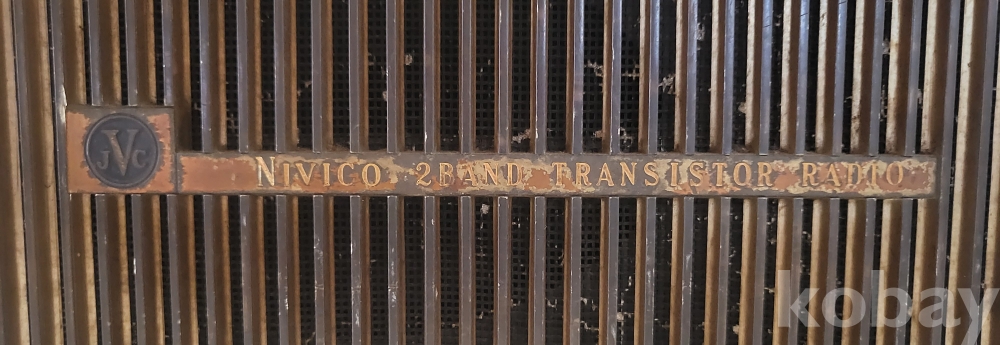 JVC
NIVICO 2BAND TRANSISTOR RADIO
kobay